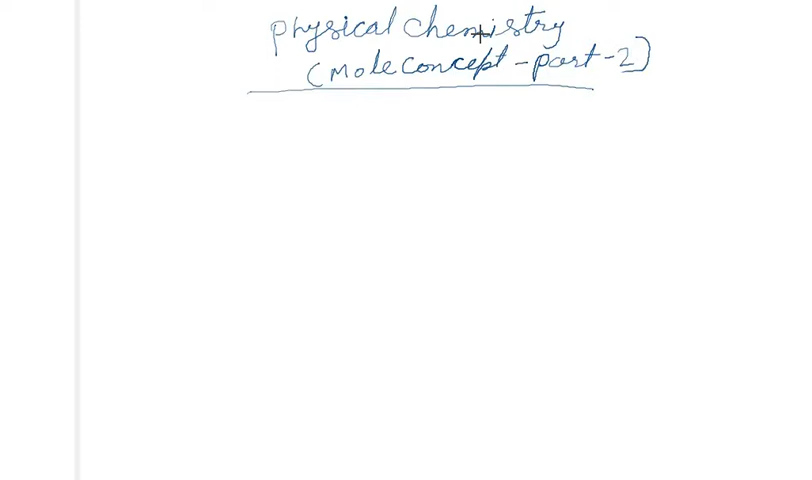 physical chemistry
(Mole concept - part - 2)